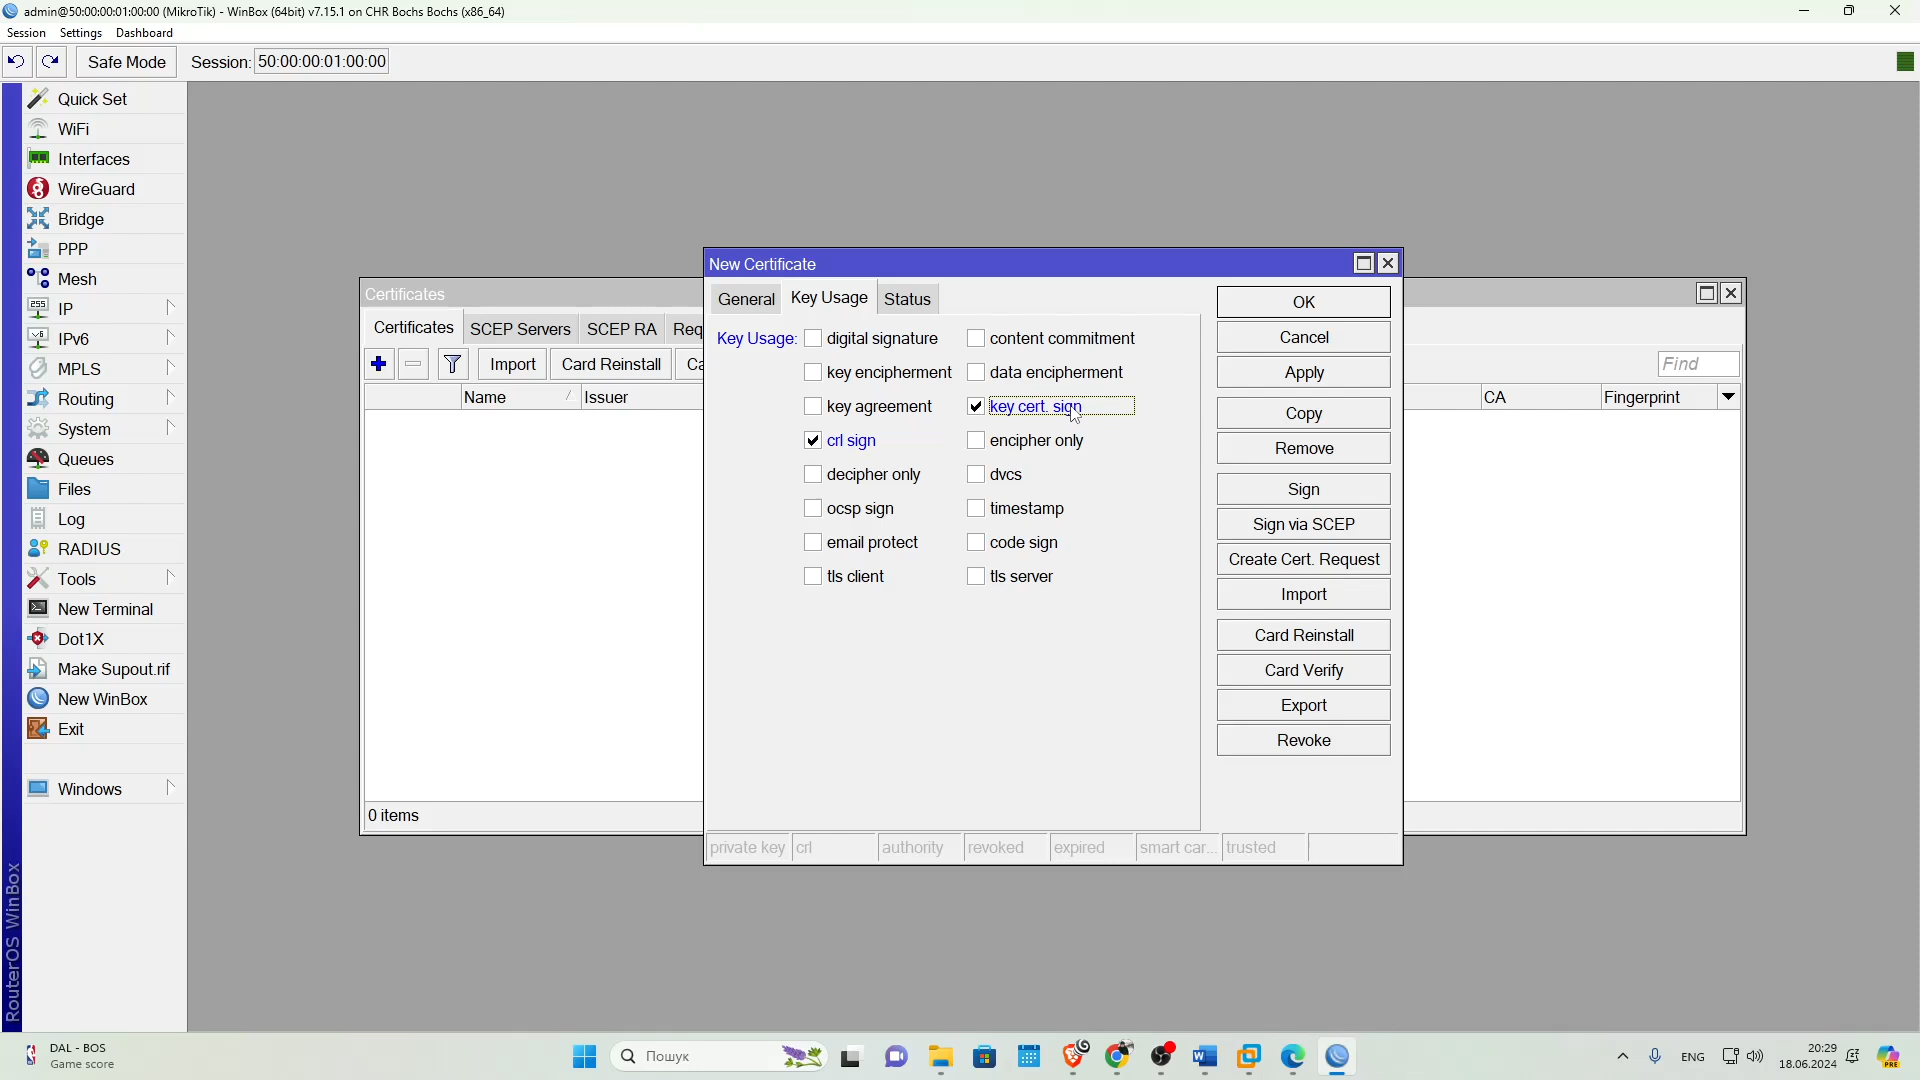 admin@50:00:00:01:00:00 (MikroTik) - WinBox (64bit) v7.15.1 on CHR Bochs Bochs (x86_64)
Session Settings Dashboard
Safe Mode Session: 50:00:00:01:00:00
Quick Set
WiFi
Interfaces
WireGuard
Bridge
PPP
Mesh
IP
IPv6
MPLS
Routing
System
Queues
Files
Log
RADIUS
Tools
New Terminal
Dot1X
Make Supout.rif
New WinBox
Exit
Windows
RouterOS WinBox
Certificates
Certificates SCEP Servers SCEP RA Req
Import Card Reinstall Ca
Find
Name Issuer CA Fingerprint
0 items
New Certificate
General Key Usage Status
Key Usage: digital signature content commitment
key encipherment data encipherment
key agreement key cert. sign
crl sign encipher only
decipher only dvcs
ocsp sign timestamp
email protect code sign
tls client tls server
OK
Cancel
Apply
Copy
Remove
Sign
Sign via SCEP
Create Cert. Request
Import
Card Reinstall
Card Verify
Export
Revoke
private key crl authority revoked expired smart car... trusted
DAL - BOS
Game score
Пошук
ENG
20:29
18.06.2024
PRE